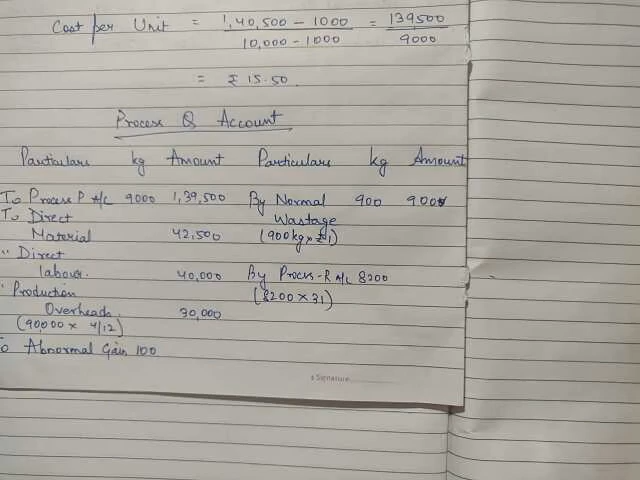 Cost per Unit = 1,40,500 - 1000 / 10,000 - 1000 = 139500 / 9000
= ₹ 15.50
Process Q Account
Particulars kg Amount Particulars kg Amount
To Process P A/c 9000 1,39,500 By Normal 900 900
To Direct Wastage
Material 42,500 (900kg × ₹1)
" Direct
labour. 40,000 By Proces-R A/c 8200
' Production (8200 × 31)
Overheads. 30,000
(90,000 × 4/12)
To Abnormal Gain 100
Signature